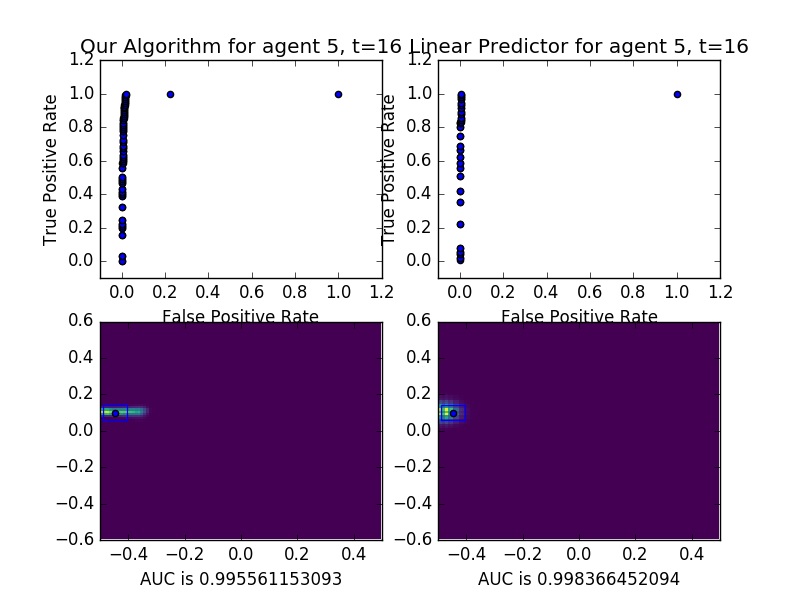 Our Algorithm for agent 5, t=16
Linear Predictor for agent 5, t=16
1.2
1.0
0.8
0.6
0.4
0.2
0.0
True Positive Rate
0.0 0.2 0.4 0.6 0.8 1.0 1.2
False Positive Rate
1.2
1.0
0.8
0.6
0.4
0.2
0.0
True Positive Rate
0.0 0.2 0.4 0.6 0.8 1.0 1.2
False Positive Rate
0.6
0.4
0.2
0.0
−0.2
−0.4
−0.6
−0.4 −0.2 0.0 0.2 0.4
AUC is 0.995561153093
0.6
0.4
0.2
0.0
−0.2
−0.4
−0.6
−0.4 −0.2 0.0 0.2 0.4
AUC is 0.998366452094